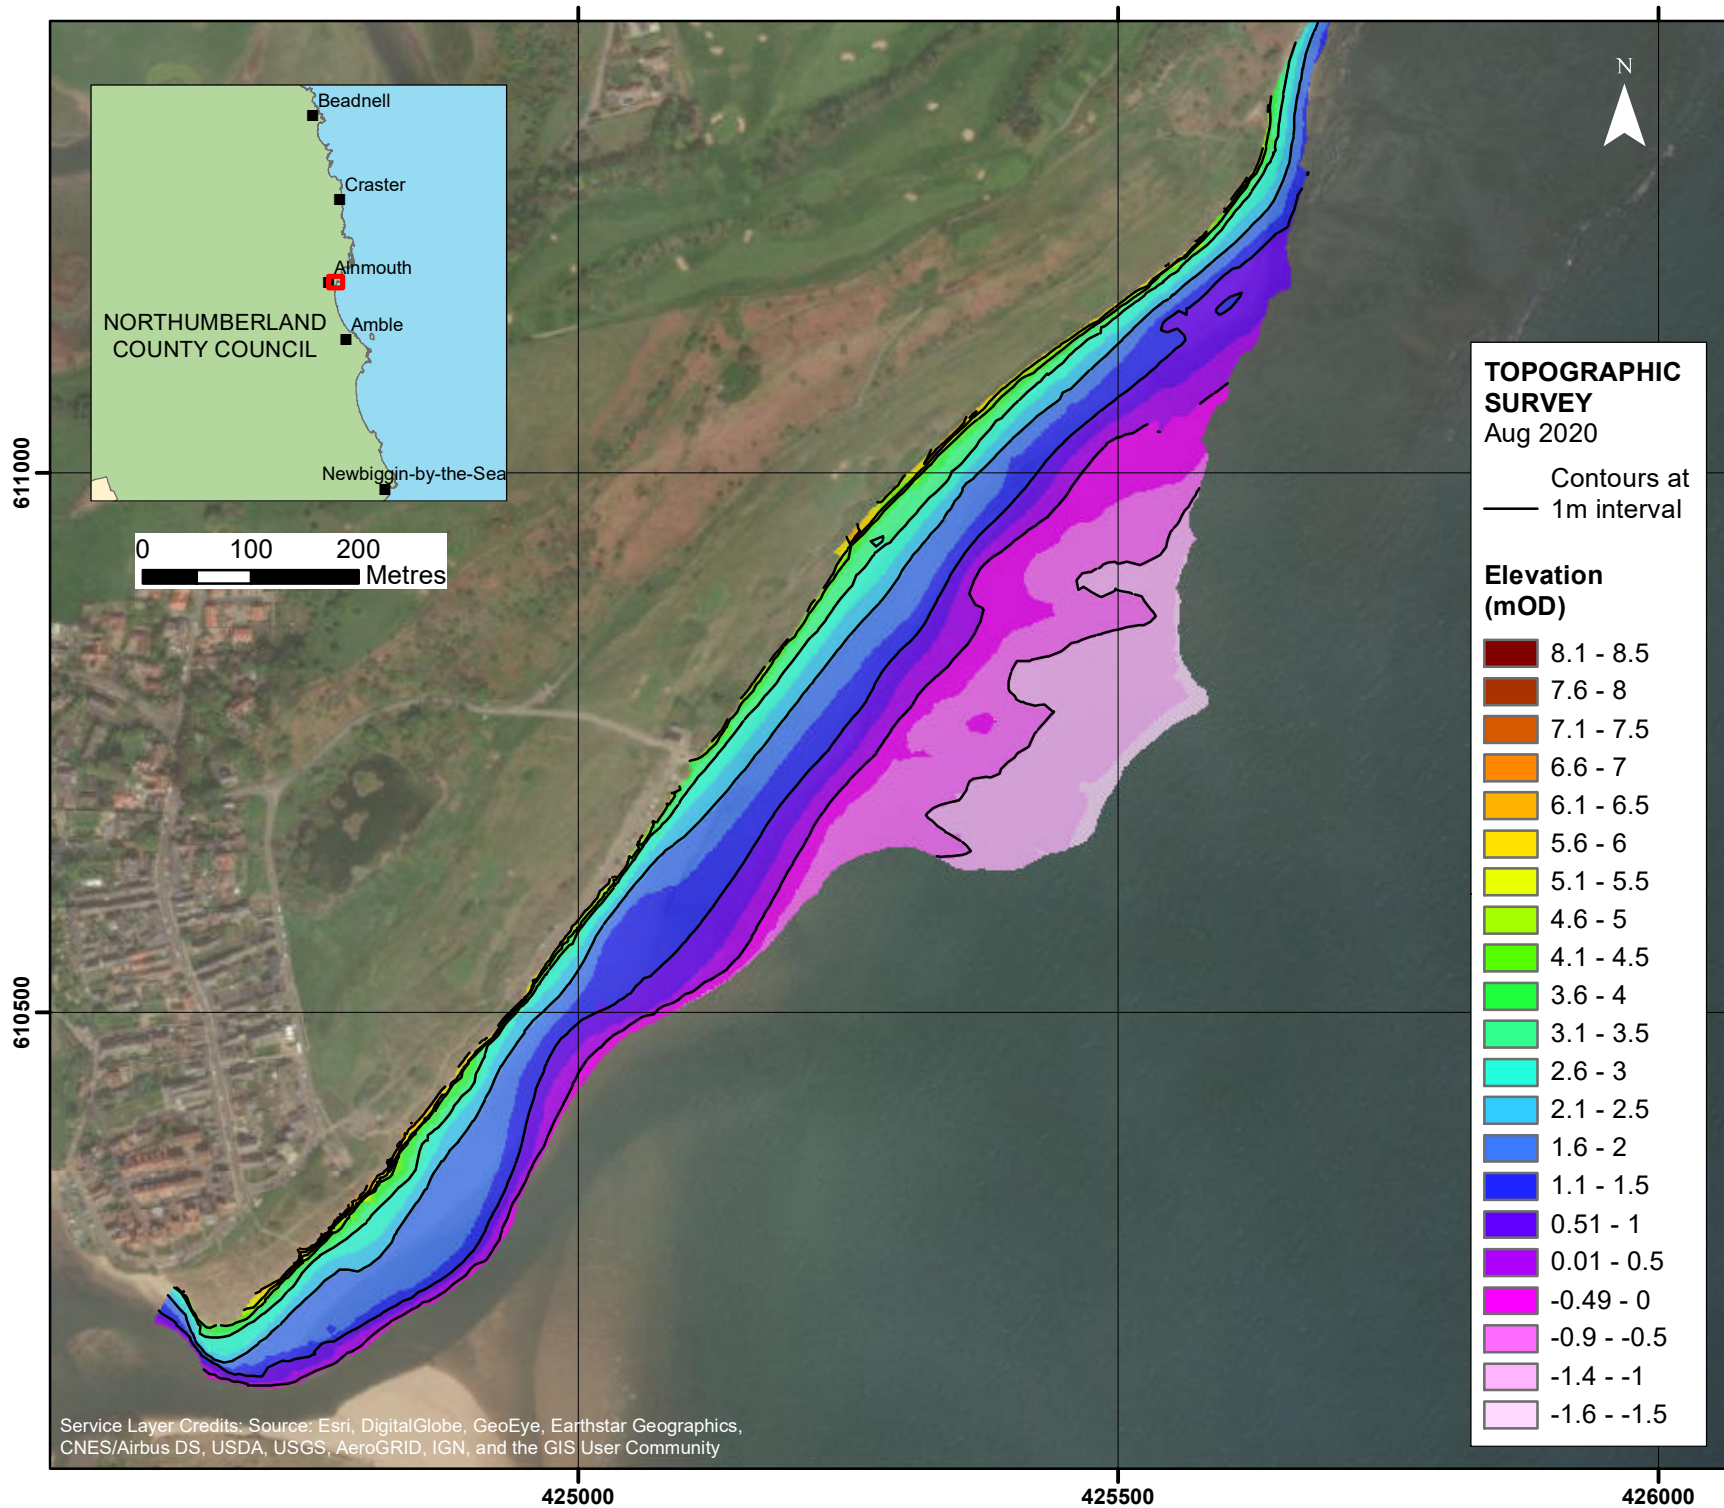 Beadnell
Craster
Alnmouth
Amble
NORTHUMBERLAND
COUNTY COUNCIL
Newbiggin-by-the-Sea
0 100 200
Metres
N
TOPOGRAPHIC
SURVEY
Aug 2020
Contours at
1m interval
Elevation
(mOD)
8.1 - 8.5
7.6 - 8
7.1 - 7.5
6.6 - 7
6.1 - 6.5
5.6 - 6
5.1 - 5.5
4.6 - 5
4.1 - 4.5
3.6 - 4
3.1 - 3.5
2.6 - 3
2.1 - 2.5
1.6 - 2
1.1 - 1.5
0.51 - 1
0.01 - 0.5
-0.49 - 0
-0.9 - -0.5
-1.4 - -1
-1.6 - -1.5
611000
610500
Service Layer Credits: Source: Esri, DigitalGlobe, GeoEye, Earthstar Geographics,
CNES/Airbus DS, USDA, USGS, AeroGRID, IGN, and the GIS User Community
425000 425500 426000